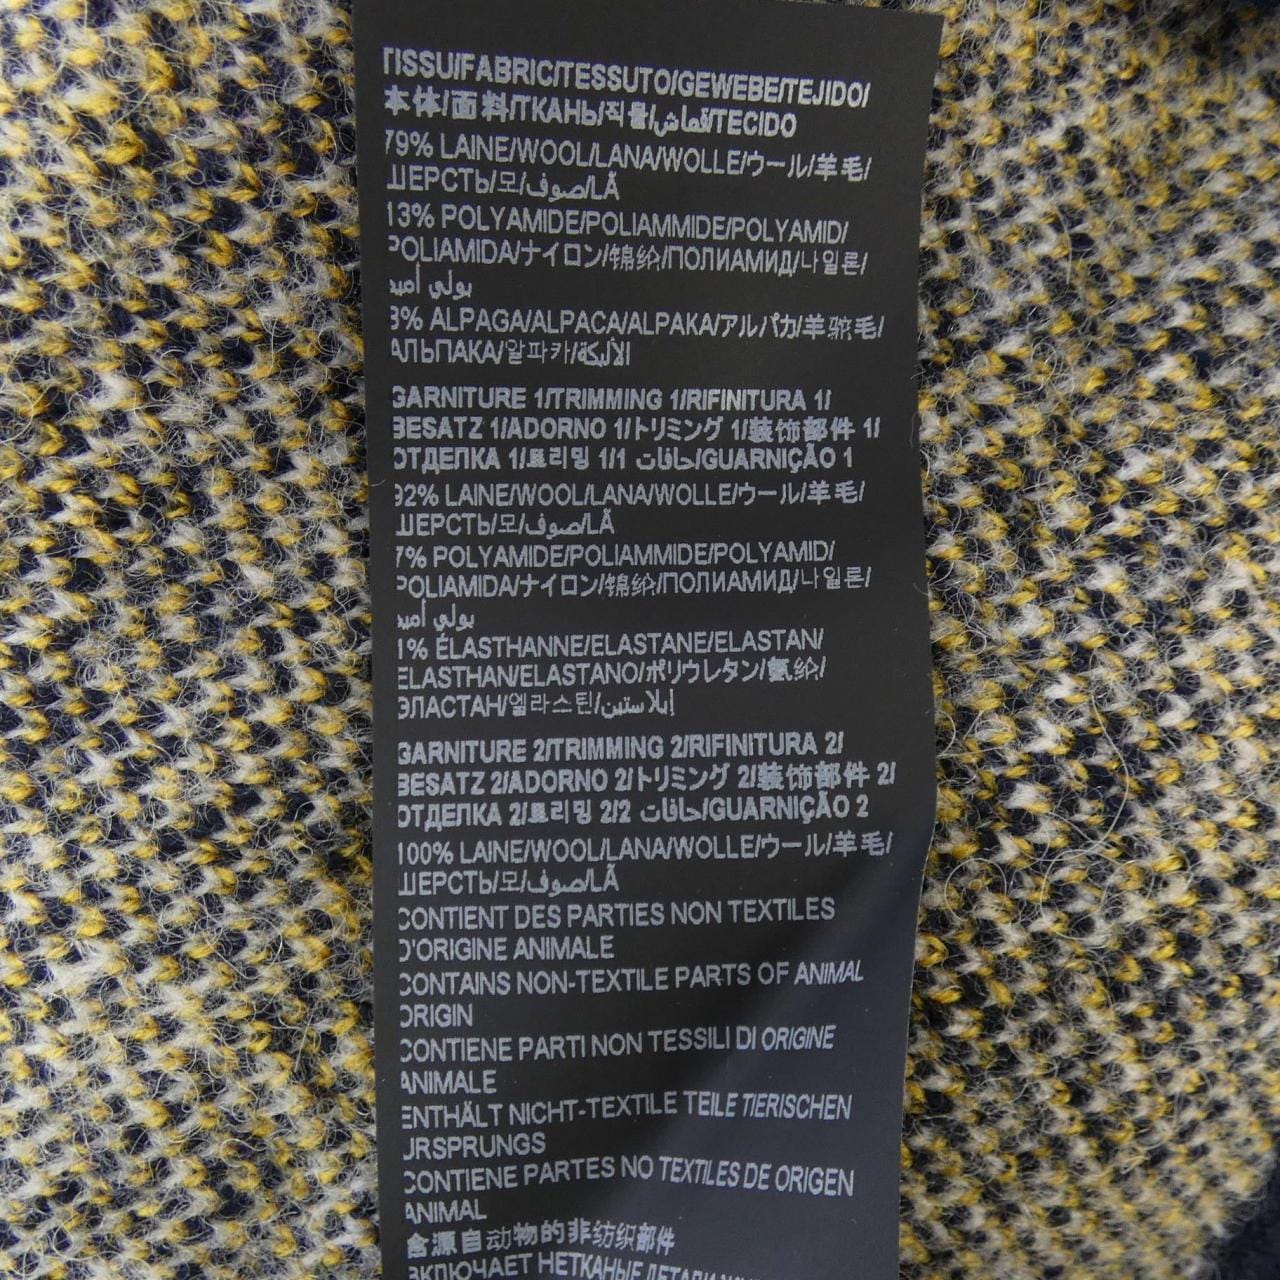 TISSU/FABRIC/TESSUTO/GEWEBE/TEJIDO/
本体/面料/ТКАНЬ/직물/قماش/TECIDO
79% LAINE/WOOL/LANA/WOLLE/ウール/羊毛/
ШЕРСТЬ/모/صوف/LÃ
13% POLYAMIDE/POLIAMMIDE/POLYAMID/
POLIAMIDA/ナイロン/锦纶/ПОЛИАМИД/나일론/
بولي أميد
8% ALPAGA/ALPACA/ALPAKA/アルパカ/羊驼毛/
АЛЬПАКА/알파카/الألبكة
GARNITURE 1/TRIMMING 1/RIFINITURA 1/
BESATZ 1/ADORNO 1/トリミング 1/装饰部件 1/
ОТДЕЛКА 1/트리밍 1/1 حافات/GUARNIÇÃO 1
92% LAINE/WOOL/LANA/WOLLE/ウール/羊毛/
ШЕРСТЬ/모/صوف/LÃ
7% POLYAMIDE/POLIAMMIDE/POLYAMID/
POLIAMIDA/ナイロン/锦纶/ПОЛИАМИД/나일론/
بولي أميد
1% ÉLASTHANNE/ELASTANE/ELASTAN/
ELASTHAN/ELASTANO/ポリウレタン/氨纶/
ЭЛАСТАН/엘라스틴/إيلاستين
GARNITURE 2/TRIMMING 2/RIFINITURA 2/
BESATZ 2/ADORNO 2/トリミング 2/装饰部件 2/
ОТДЕЛКА 2/트리밍 2/2 حافات/GUARNIÇÃO 2
100% LAINE/WOOL/LANA/WOLLE/ウール/羊毛/
ШЕРСТЬ/모/صوف/LÃ
CONTIENT DES PARTIES NON TEXTILES
D'ORIGINE ANIMALE
CONTAINS NON-TEXTILE PARTS OF ANIMAL
ORIGIN
CONTIENE PARTI NON TESSILI DI ORIGINE
ANIMALE
ENTHÄLT NICHT-TEXTILE TEILE TIERISCHEN
URSPRUNGS
CONTIENE PARTES NO TEXTILES DE ORIGEN
ANIMAL
含源自动物的非纺织部件
ВКЛЮЧАЕТ НЕТКАНЫЕ ДЕТАЛИ